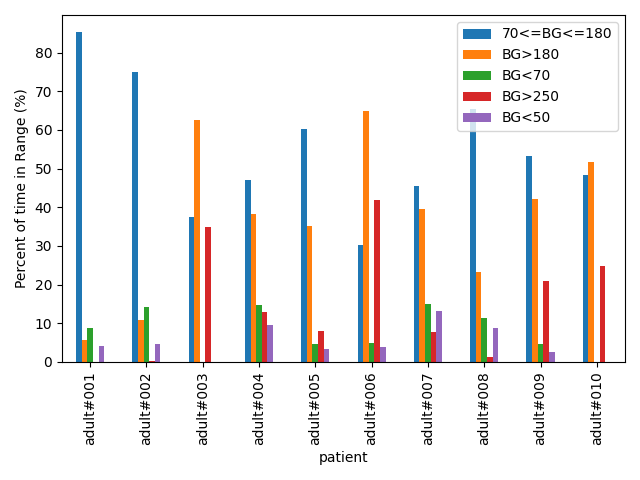 70<=BG<=180
BG>180
BG<70
BG>250
BG<50
Percent of time in Range (%)
80
70
60
50
40
30
20
10
0
adult#001
adult#002
adult#003
adult#004
adult#005
adult#006
adult#007
adult#008
adult#009
adult#010
patient